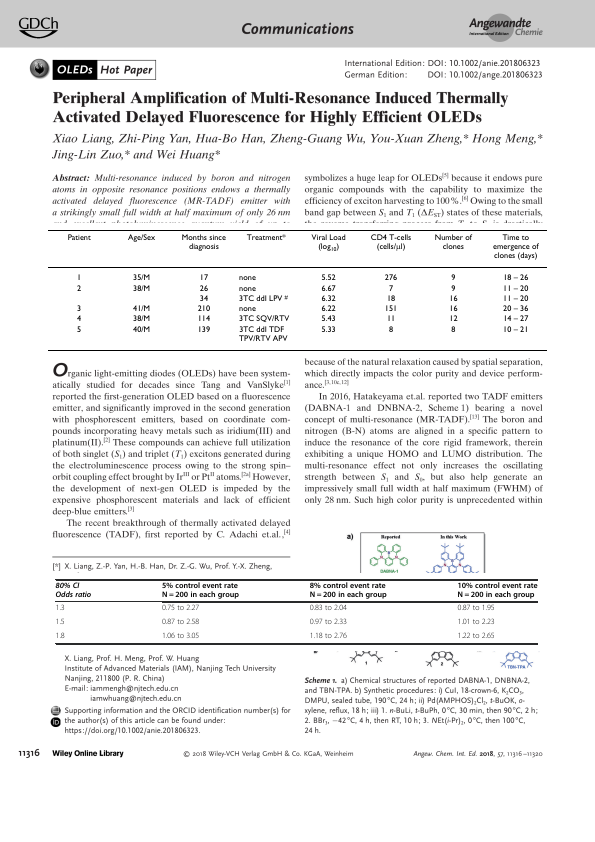 GDCh
Communications
Angewandte
International Edition Chemie
OLEDs Hot Paper
International Edition: DOI: 10.1002/anie.201806323
German Edition: DOI: 10.1002/ange.201806323
Peripheral Amplification of Multi-Resonance Induced Thermally
Activated Delayed Fluorescence for Highly Efficient OLEDs
Xiao Liang, Zhi-Ping Yan, Hua-Bo Han, Zheng-Guang Wu, You-Xuan Zheng,* Hong Meng,*
Jing-Lin Zuo,* and Wei Huang*
Abstract: Multi-resonance induced by boron and nitrogen
atoms in opposite resonance positions endows a thermally
activated delayed fluorescence (MR-TADF) emitter with
a strikingly small full width at half maximum of only 26 nm
symbolizes a huge leap for OLEDs[5] because it endows pure
organic compounds with the capability to maximize the
efficiency of exciton harvesting to 100 %.[6] Owing to the small
band gap between S1 and T1 (ΔEST) states of these materials,
Patient Age/Sex Months since diagnosis Treatment* Viral Load (log10) CD4 T-cells (cells/μl) Number of clones Time to emergence of clones (days)
1 35/M 17 none 5.52 276 9 18 – 26
2 38/M 26 none 6.67 7 9 11 – 20
34 3TC ddI LPV # 6.32 18 16 11 – 20
3 41/M 210 none 6.22 151 16 20 – 36
4 38/M 114 3TC SQV/RTV 5.43 11 12 14 – 27
5 40/M 139 3TC ddI TDF 5.33 8 8 10 – 21
TPV/RTV APV
Organic light-emitting diodes (OLEDs) have been system-
atically studied for decades since Tang and VanSlyke[1]
reported the first-generation OLED based on a fluorescence
emitter, and significantly improved in the second generation
with phosphorescent emitters, based on coordinate com-
pounds incorporating heavy metals such as iridium(III) and
platinum(II).[2] These compounds can achieve full utilization
of both singlet (S1) and triplet (T1) excitons generated during
the electroluminescence process owing to the strong spin–
orbit coupling effect brought by IrIII or PtII atoms.[2a] However,
the development of next-gen OLED is impeded by the
expensive phosphorescent materials and lack of efficient
deep-blue emitters.[3]
The recent breakthrough of thermally activated delayed
fluorescence (TADF), first reported by C. Adachi et.al.,[4]
because of the natural relaxation caused by spatial separation,
which directly impacts the color purity and device perform-
ance.[3,10c,12]
In 2016, Hatakeyama et.al. reported two TADF emitters
(DABNA-1 and DNBNA-2, Scheme 1) bearing a novel
concept of multi-resonance (MR-TADF).[13] The boron and
nitrogen (B-N) atoms are aligned in a specific pattern to
induce the resonance of the core rigid framework, therein
exhibiting a unique HOMO and LUMO distribution. The
multi-resonance effect not only increases the oscillating
strength between S1 and S0, but also help generate an
impressively small full width at half maximum (FWHM) of
only 28 nm. Such high color purity is unprecedented within
a) Reported In this Work
DABNA-1
[*] X. Liang, Z.-P. Yan, H.-B. Han, Dr. Z.-G. Wu, Prof. Y.-X. Zheng,
80% CI 5% control event rate 8% control event rate 10% control event rate
Odds ratio N = 200 in each group N = 200 in each group N = 200 in each group
1.3 0.75 to 2.27 0.83 to 2.04 0.87 to 1.95
1.5 0.87 to 2.58 0.97 to 2.33 1.01 to 2.23
1.8 1.06 to 3.05 1.18 to 2.76 1.22 to 2.65
1 2 TBN-TPA
X. Liang, Prof. H. Meng, Prof. W. Huang
Institute of Advanced Materials (IAM), Nanjing Tech University
Nanjing, 211800 (P. R. China)
E-mail: iammengh@njtech.edu.cn
iamwhuang@njtech.edu.cn
Supporting information and the ORCID identification number(s) for
iD the author(s) of this article can be found under:
https://doi.org/10.1002/anie.201806323.
Scheme 1. a) Chemical structures of reported DABNA-1, DNBNA-2,
and TBN-TPA. b) Synthetic procedures: i) CuI, 18-crown-6, K2CO3,
DMPU, sealed tube, 190°C, 24 h; ii) Pd(AMPHOS)2Cl2, t-BuOK, o-
xylene, reflux, 18 h; iii) 1. n-BuLi, t-BuPh, 0°C, 30 min, then 90°C, 2 h;
2. BBr3, −42°C, 4 h, then RT, 10 h; 3. NEt(i-Pr)2, 0°C, then 100°C,
24 h.
11316 Wiley Online Library © 2018 Wiley-VCH Verlag GmbH & Co. KGaA, Weinheim Angew. Chem. Int. Ed. 2018, 57, 11316–11320